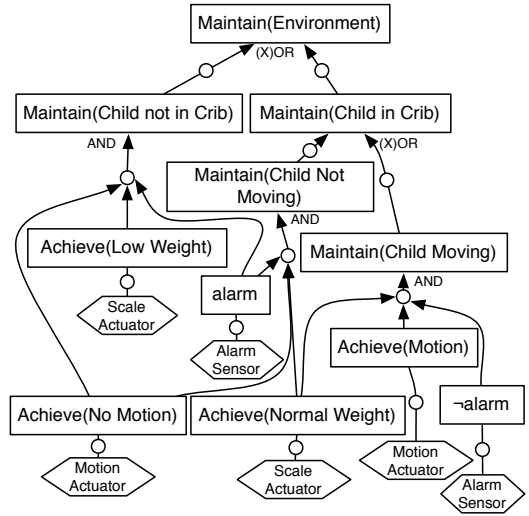 Maintain(Environment)
(X)OR
Maintain(Child not in Crib)
Maintain(Child in Crib)
AND
(X)OR
Maintain(Child Not
Moving)
AND
Achieve(Low Weight)
Maintain(Child Moving)
alarm
AND
Scale
Actuator
Alarm
Sensor
Achieve(Motion)
Achieve(No Motion)
Achieve(Normal Weight)
¬alarm
Motion
Actuator
Scale
Actuator
Motion
Actuator
Alarm
Sensor